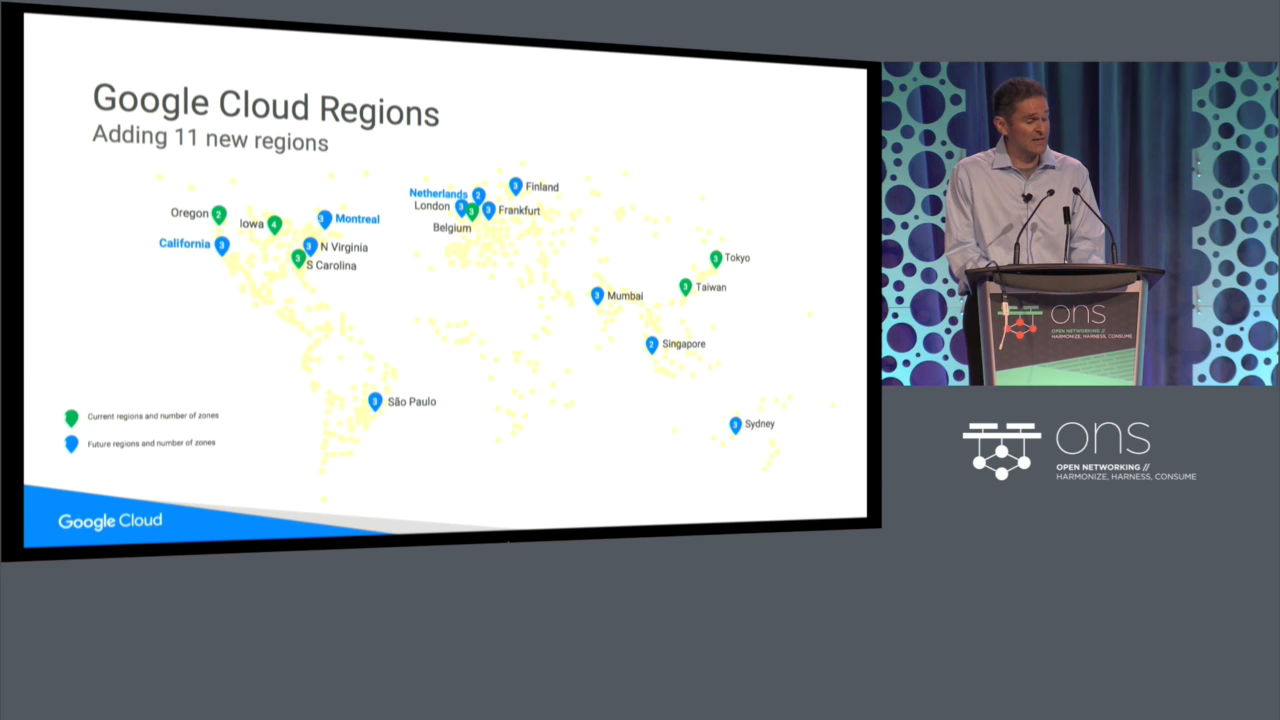 Google Cloud Regions
Adding 11 new regions
Netherlands 2
3 Finland
Oregon 2
Iowa 4
3 Montreal
London 3
3
3 Frankfurt
Belgium
California 3
3 N Virginia
3 S Carolina
3 Tokyo
3 Taiwan
3 Mumbai
2 Singapore
3 São Paulo
3 Sydney
Current regions and number of zones
Future regions and number of zones
Google Cloud
ons
OPEN NETWORKING //
HARMONIZE, HARNESS, CONSUME
ons
OPEN NETWORKING //
HARMONIZE, HARNESS, CONSUME